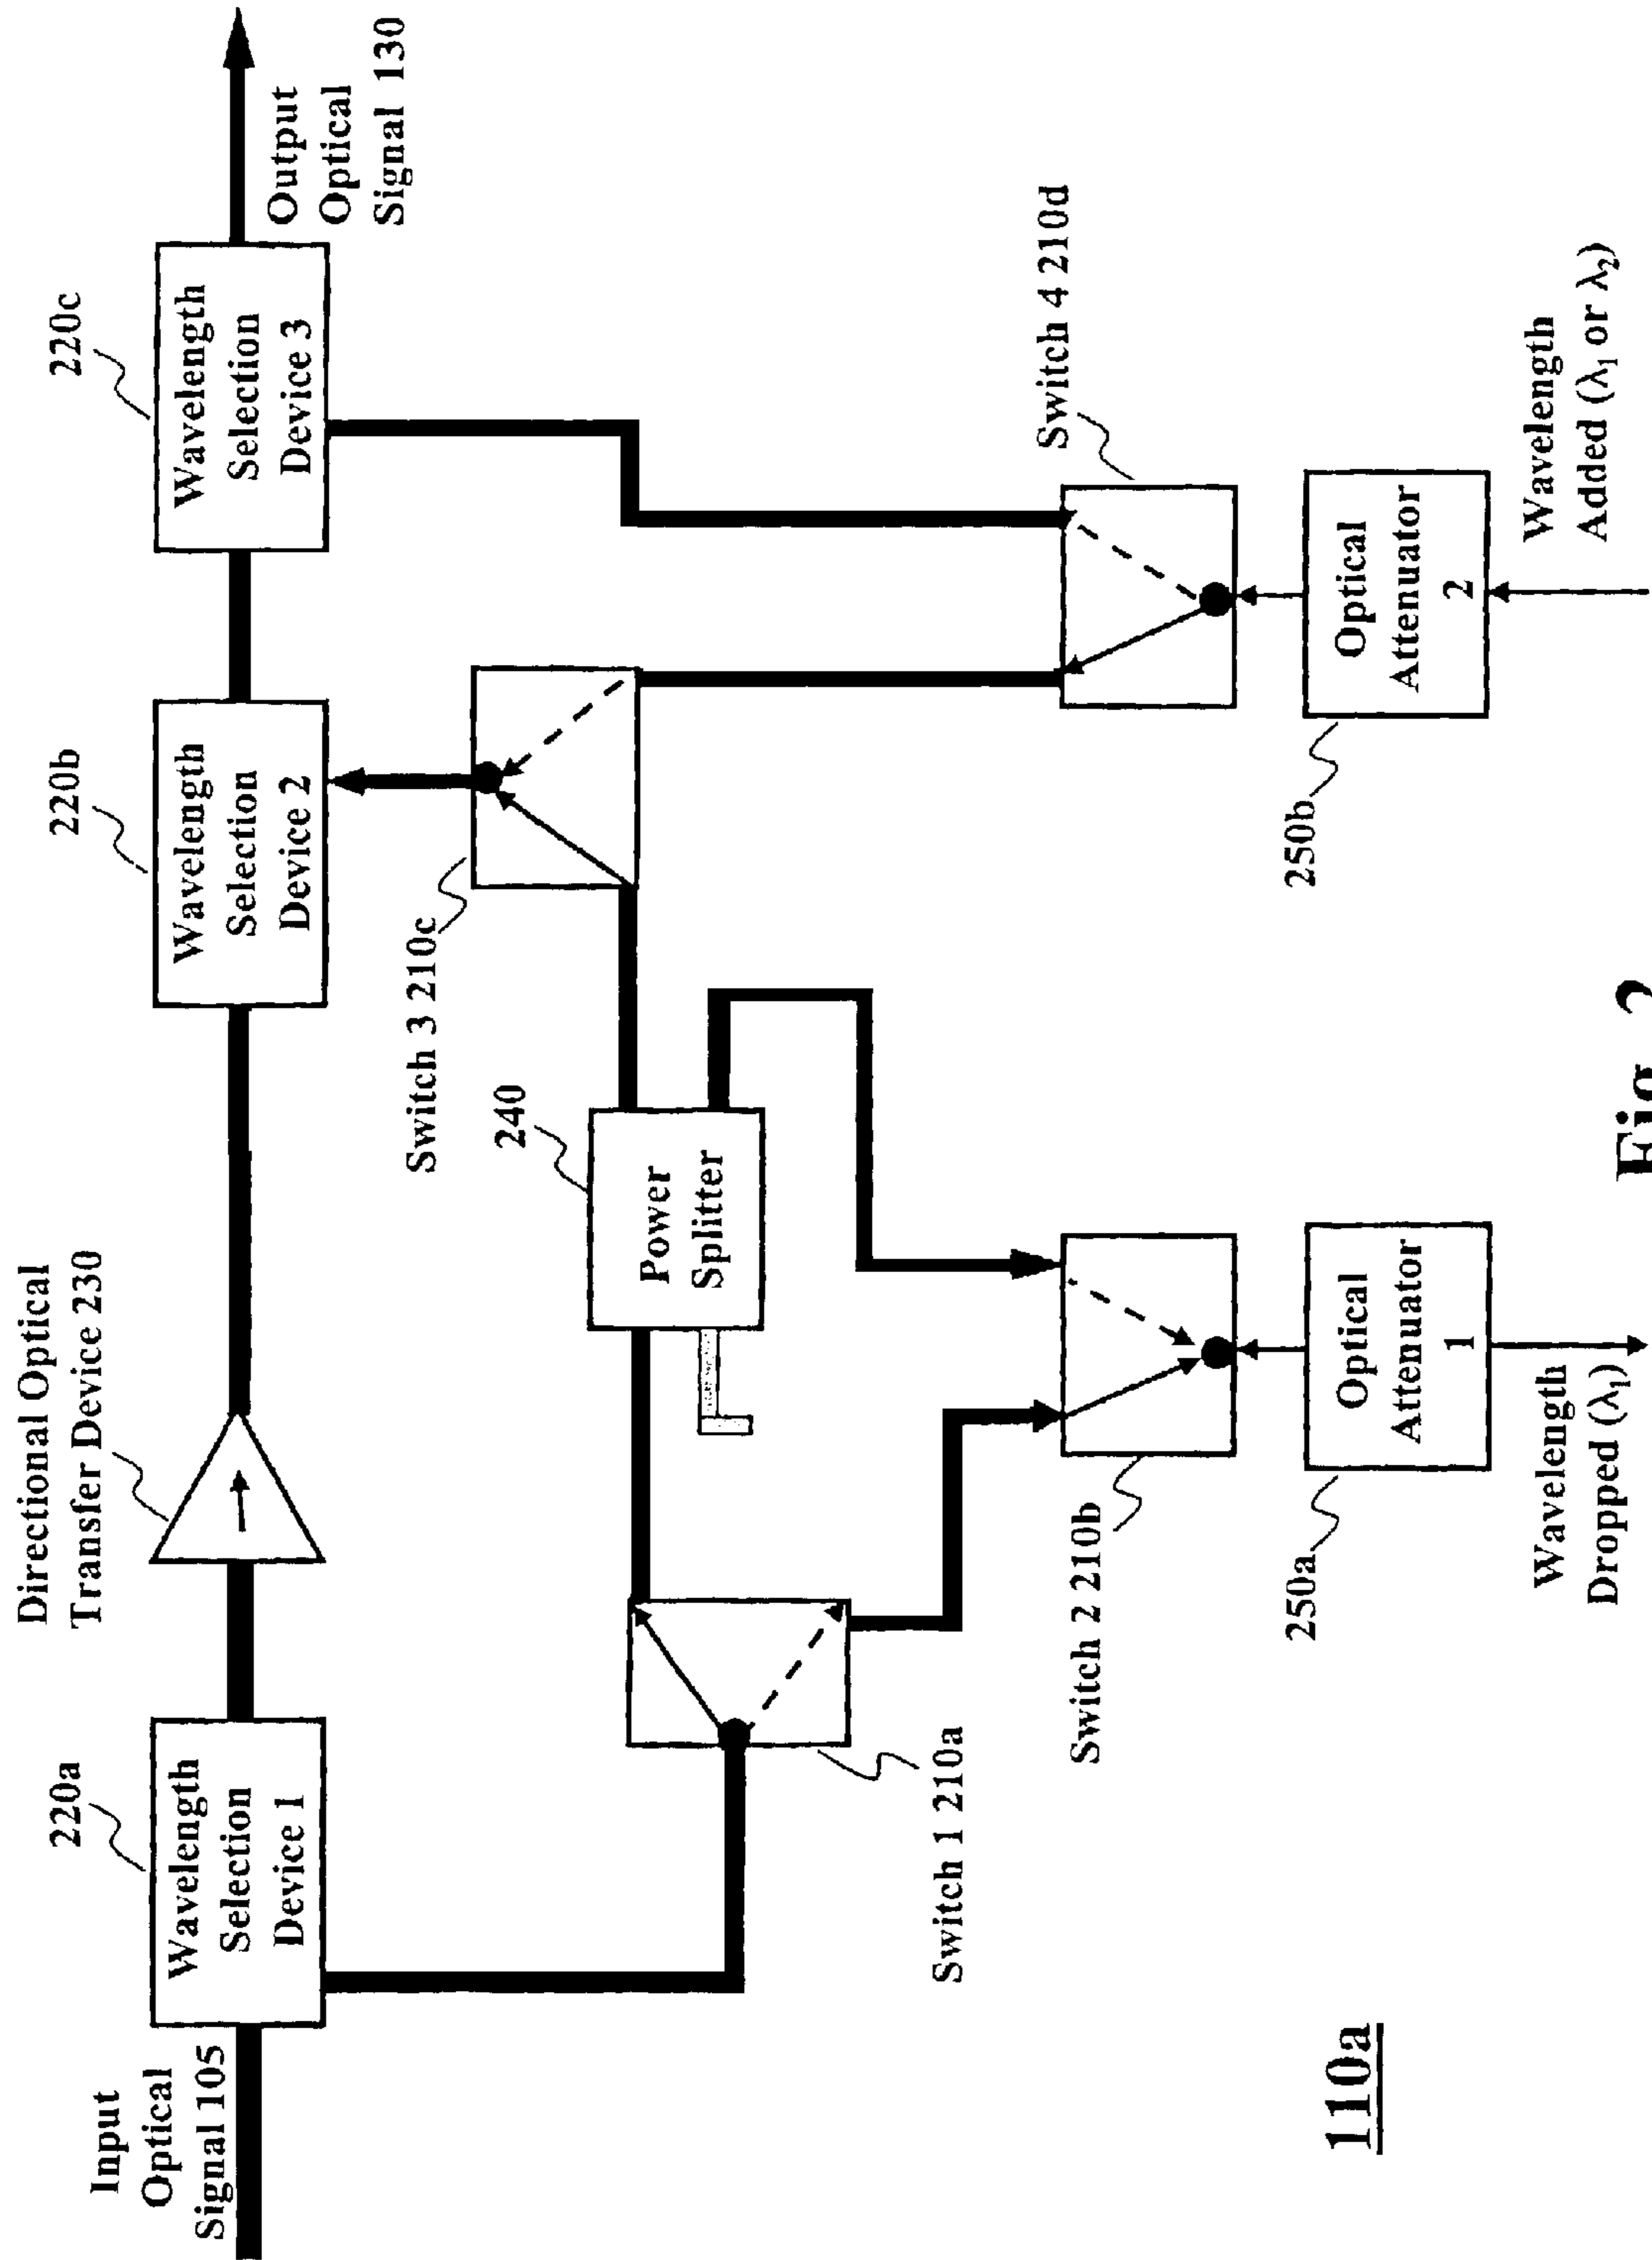 Input
Optical
Signal 105
220a
Wavelength
Selection
Device 1
Directional Optical
Transfer Device 230
220b
Wavelength
Selection
Device 2
220c
Wavelength
Selection
Device 3
Output
Optical
Signal 130
Switch 1 210a
240
Power
Splitter
Switch 3 210c
Switch 2 210b
Switch 4 210d
250a
Optical
Attenuator
1
250b
Optical
Attenuator
2
Wavelength
Dropped (λ₁)
Wavelength
Added (λ₁ or λ₂)
110a
Fig. 2